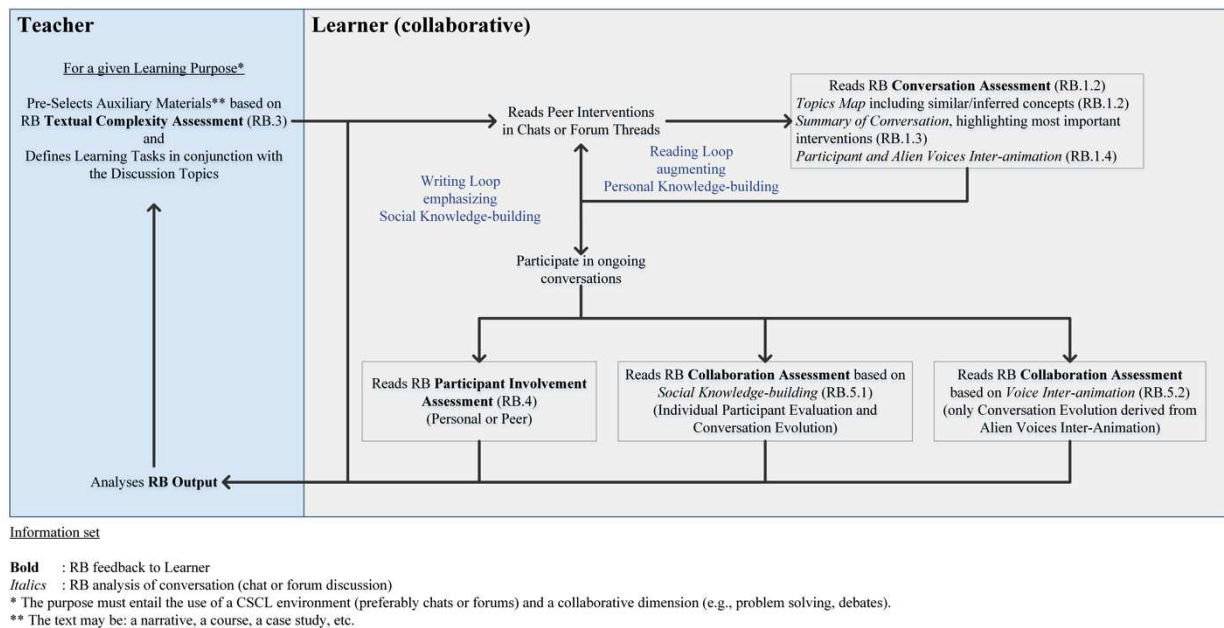 Teacher
For a given Learning Purpose*
Pre-Selects Auxiliary Materials** based on
RB Textual Complexity Assessment (RB.3)
and
Defines Learning Tasks in conjunction with
the Discussion Topics
Analyses RB Output
Learner (collaborative)
Reads Peer Interventions
in Chats or Forum Threads
Reads RB Conversation Assessment (RB.1.2)
Topics Map including similar/inferred concepts (RB.1.2)
Summary of Conversation, highlighting most important
interventions (RB.1.3)
Participant and Alien Voices Inter-animation (RB.1.4)
Reading Loop
augmenting
Personal Knowledge-building
Writing Loop
emphasizing
Social Knowledge-building
Participate in ongoing
conversations
Reads RB Participant Involvement
Assessment (RB.4)
(Personal or Peer)
Reads RB Collaboration Assessment based on
Social Knowledge-building (RB.5.1)
(Individual Participant Evaluation and
Conversation Evolution)
Reads RB Collaboration Assessment
based on Voice Inter-animation (RB.5.2)
(only Conversation Evolution derived from
Alien Voices Inter-Animation)
Information set
Bold : RB feedback to Learner
Italics : RB analysis of conversation (chat or forum discussion)
* The purpose must entail the use of a CSCL environment (preferably chats or forums) and a collaborative dimension (e.g., problem solving, debates).
** The text may be: a narrative, a course, a case study, etc.